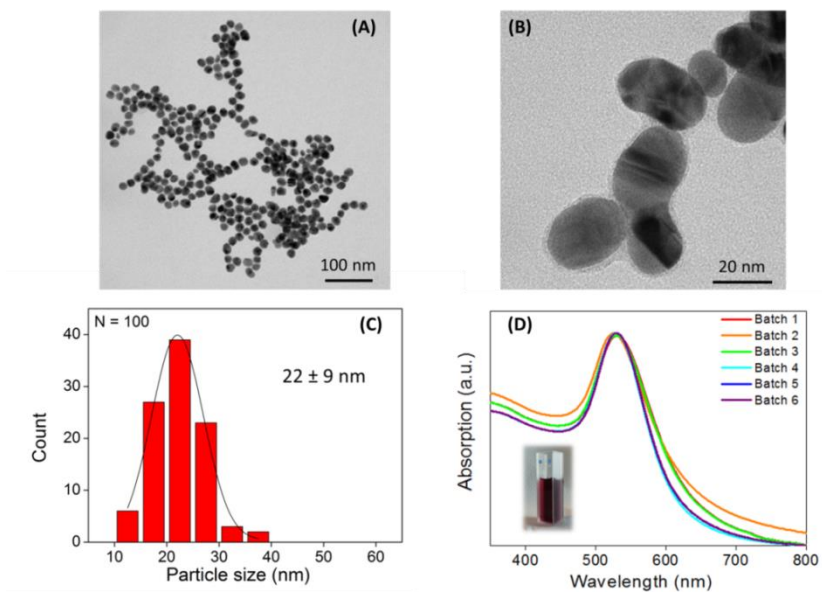 (A)
100 nm
(B)
20 nm
N = 100
(C)
22 ± 9 nm
Count
40
30
20
10
0
10 20 30 40 50 60
Particle size (nm)
(D)
Batch 1
Batch 2
Batch 3
Batch 4
Batch 5
Batch 6
Absorption (a.u.)
400 500 600 700 800
Wavelength (nm)